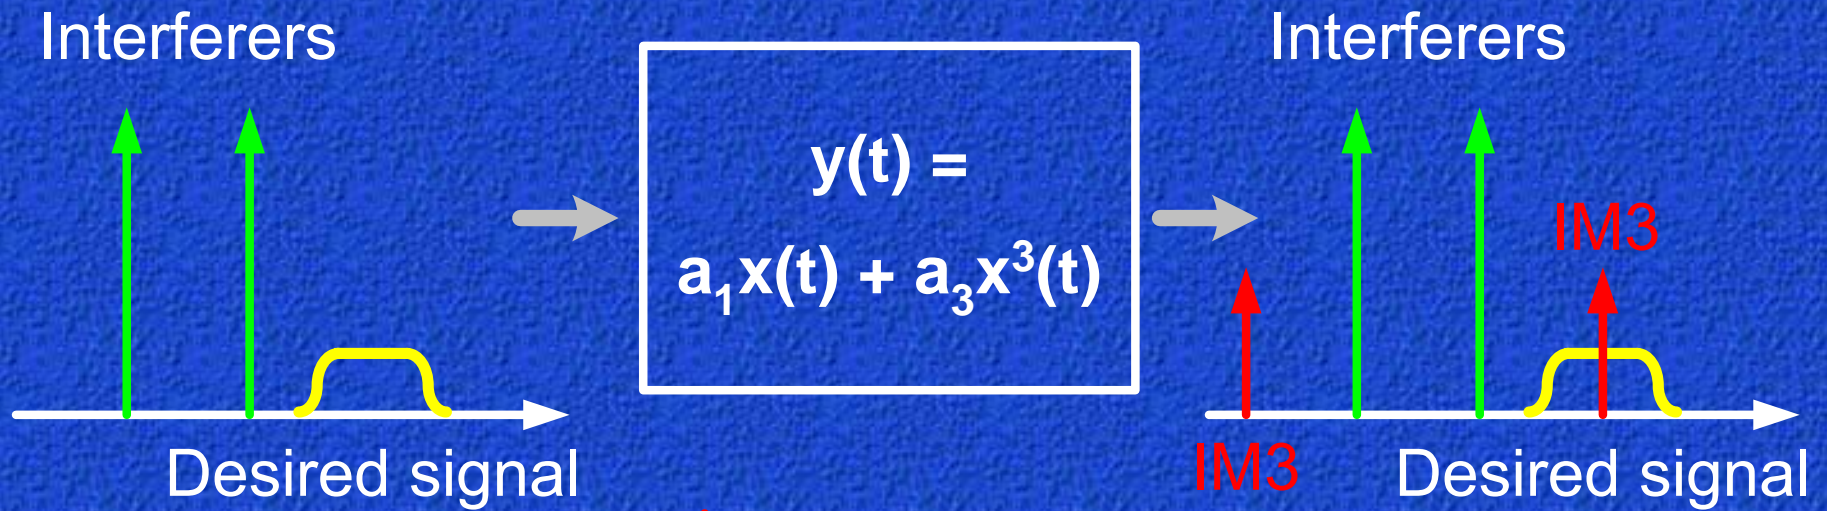 Interferers
Interferers
y(t) =
a₁x(t) + a₃x³(t)
IM3
IM3
Desired signal
Desired signal